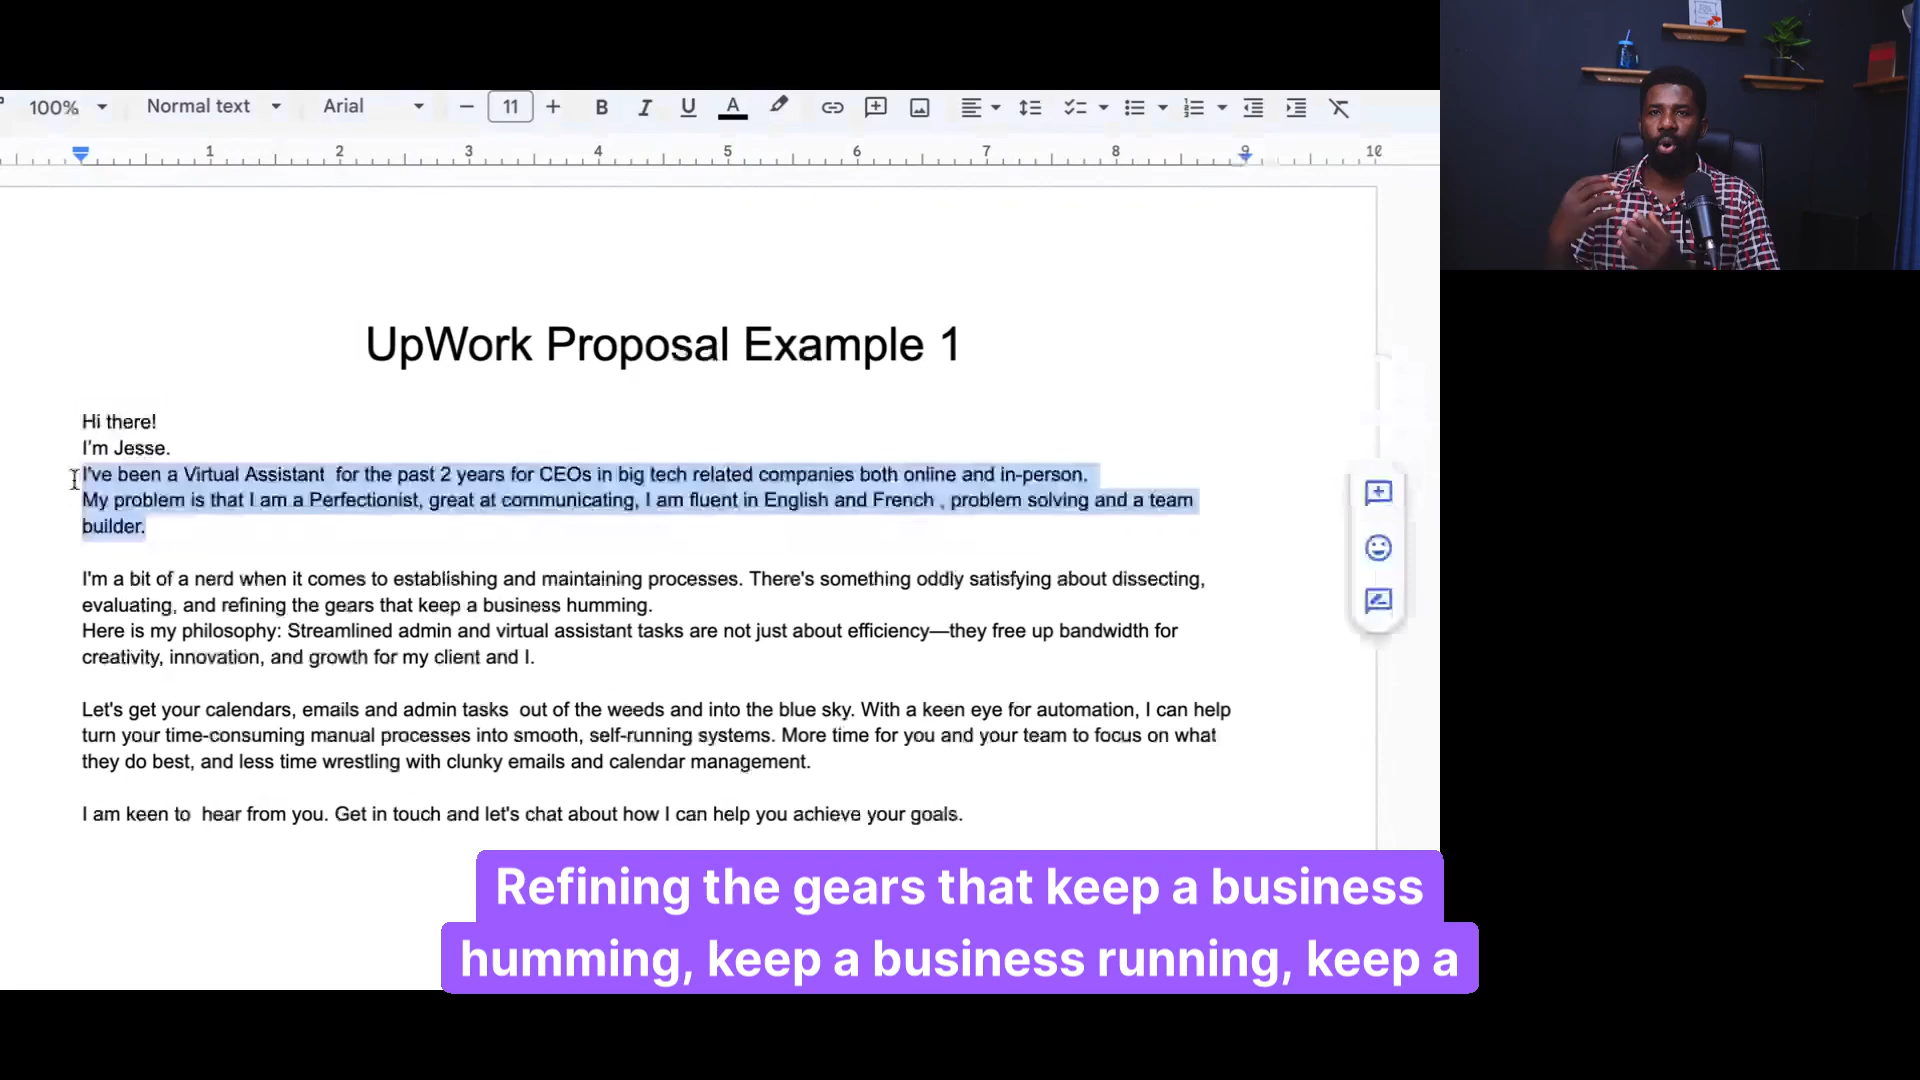 100% Normal text Arial 11 B I U A
1 2 3 4 5 6 7 8 9 10
UpWork Proposal Example 1
Hi there!
I'm Jesse.
I've been a Virtual Assistant  for the past 2 years for CEOs in big tech related companies both online and in-person.
My problem is that I am a Perfectionist, great at communicating, I am fluent in English and French , problem solving and a team
builder.
I'm a bit of a nerd when it comes to establishing and maintaining processes. There's something oddly satisfying about dissecting,
evaluating, and refining the gears that keep a business humming.
Here is my philosophy: Streamlined admin and virtual assistant tasks are not just about efficiency—they free up bandwidth for
creativity, innovation, and growth for my client and I.
Let's get your calendars, emails and admin tasks  out of the weeds and into the blue sky. With a keen eye for automation, I can help
turn your time-consuming manual processes into smooth, self-running systems. More time for you and your team to focus on what
they do best, and less time wrestling with clunky emails and calendar management.
I am keen to  hear from you. Get in touch and let's chat about how I can help you achieve your goals.
Refining the gears that keep a business
humming, keep a business running, keep a